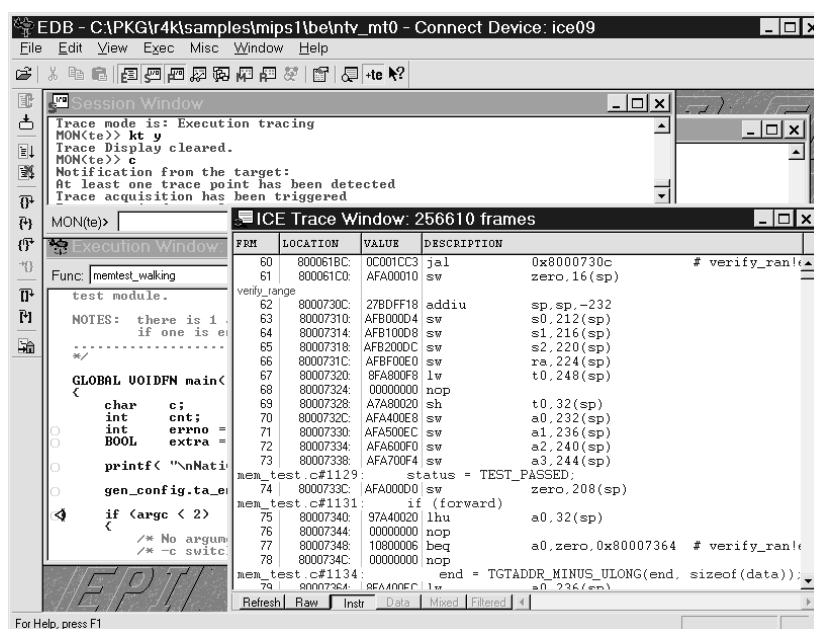 EDB - C:\PKG\r4k\samples\mips1\be\ntv_mt0 - Connect Device: ice09
File Edit View Exec Misc Window Help
Session Window
Trace mode is: Execution tracing
MON(te)>> kt y
Trace Display cleared.
MON(te)>> c
Notification from the target:
At least one trace point has been detected
Trace acquisition has been triggered
MON(te)>
Execution Window:
Func: memtest_walking
test module.
NOTES: there is 1
if one is e
*/
GLOBAL VOIDFN main(
{
char c;
int cnt;
int errno =
BOOL extra =
printf( "\nNati
gen_config.ta_e
if (argc < 2)
{
/* No argum
/* -c switc
ICE Trace Window: 256610 frames
FRM LOCATION VALUE DESCRIPTION
60 800061BC: 0C001CC3 jal 0x8000730c # verify_ran!
61 800061C0: AFA00010 sw zero,16(sp)
verify_range
62 8000730C: 27BDFF18 addiu sp,sp,-232
63 80007310: AFB000D4 sw s0,212(sp)
64 80007314: AFB100D8 sw s1,216(sp)
65 80007318: AFB200DC sw s2,220(sp)
66 8000731C: AFBF00E0 sw ra,224(sp)
67 80007320: 8FA800F8 lw t0,248(sp)
68 80007324: 00000000 nop
69 80007328: A7A80020 sh t0,32(sp)
70 8000732C: AFA400E8 sw a0,232(sp)
71 80007330: AFA500EC sw a1,236(sp)
72 80007334: AFA600F0 sw a2,240(sp)
73 80007338: AFA700F4 sw a3,244(sp)
mem_test.c#1129: status = TEST_PASSED;
74 8000733C: AFA000D0 sw zero,208(sp)
mem_test.c#1131: if (forward)
75 80007340: 97A40020 lhu a0,32(sp)
76 80007344: 00000000 nop
77 80007348: 10800006 beq a0,zero,0x80007364 # verify_ran!
78 8000734C: 00000000 nop
mem_test.c#1134: end = TGTADDR_MINUS_ULONG(end, sizeof(data));
79 80007364: 8FA400EC lw a0,236(sp)
Refresh Raw Instr Data Mixed Filtered
EPI
For Help, press F1